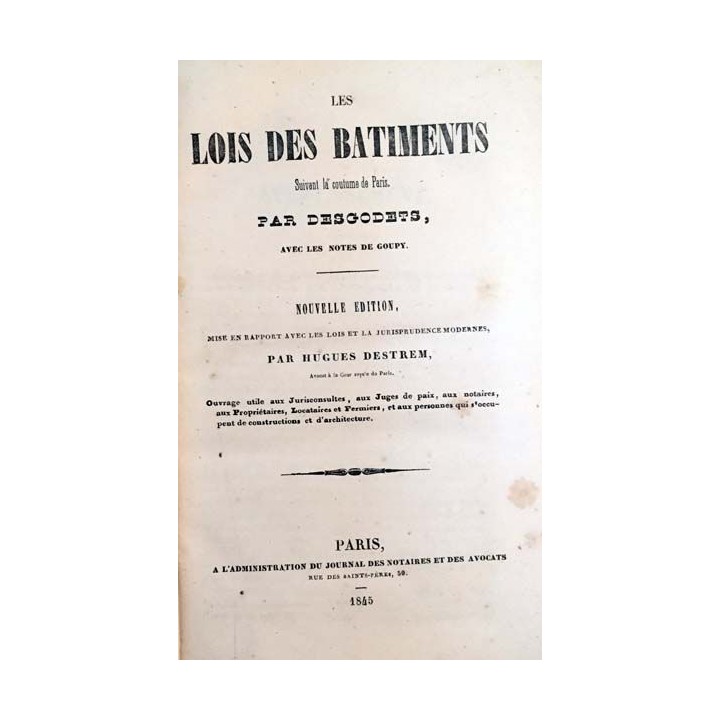 LES
LOIS DES BATIMENTS
Suivant la coutume de Paris.
PAR DESGODETS,
AVEC LES NOTES DE GOUPY.
NOUVELLE EDITION,
MISE EN RAPPORT AVEC LES LOIS ET LA JURISPRUDENCE MODERNES,
PAR HUGUES DESTREM,
Avocat à la Cour royale de Paris.
Ouvrage utile aux Jurisconsultes, aux Juges de paix, aux notaires,
aux Propriétaires, Locataires et Fermiers, et aux personnes qui s'occu-
pent de constructions et d'architecture.
PARIS,
A L'ADMINISTRATION DU JOURNAL DES NOTAIRES ET DES AVOCATS
RUE DES SAINTS-PÈRES, 50.
1845